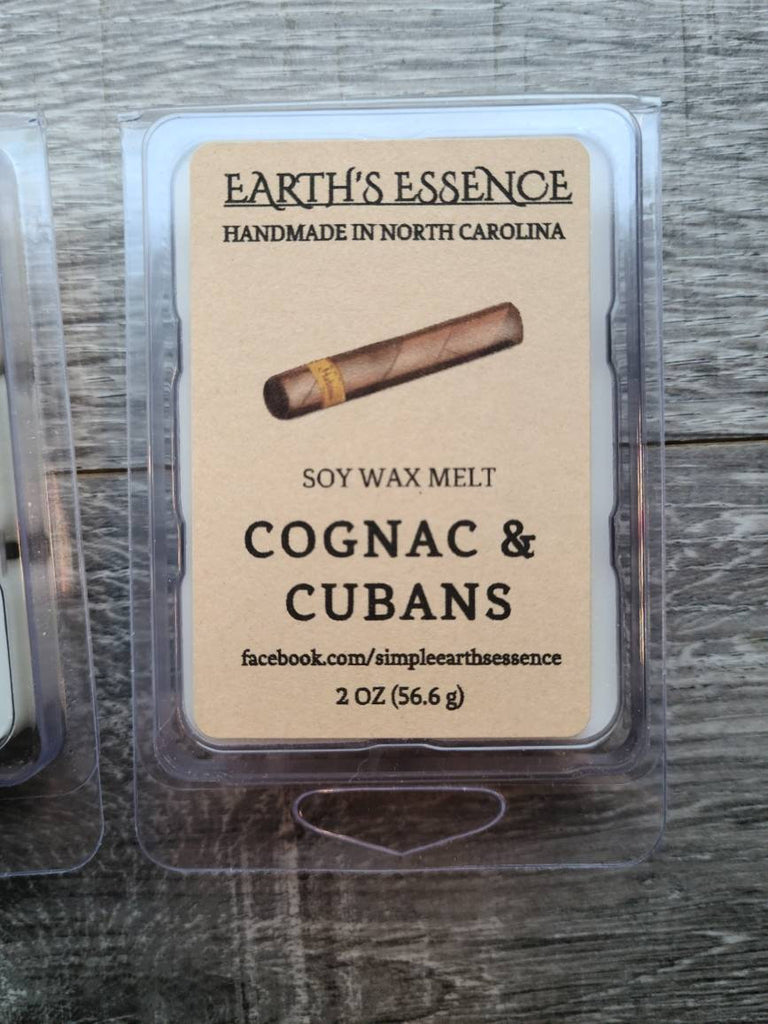 EARTH'S ESSENCE
HANDMADE IN NORTH CAROLINA
SOY WAX MELT
COGNAC &
CUBANS
facebook.com/simpleearthsessence
2 OZ (56.6 g)